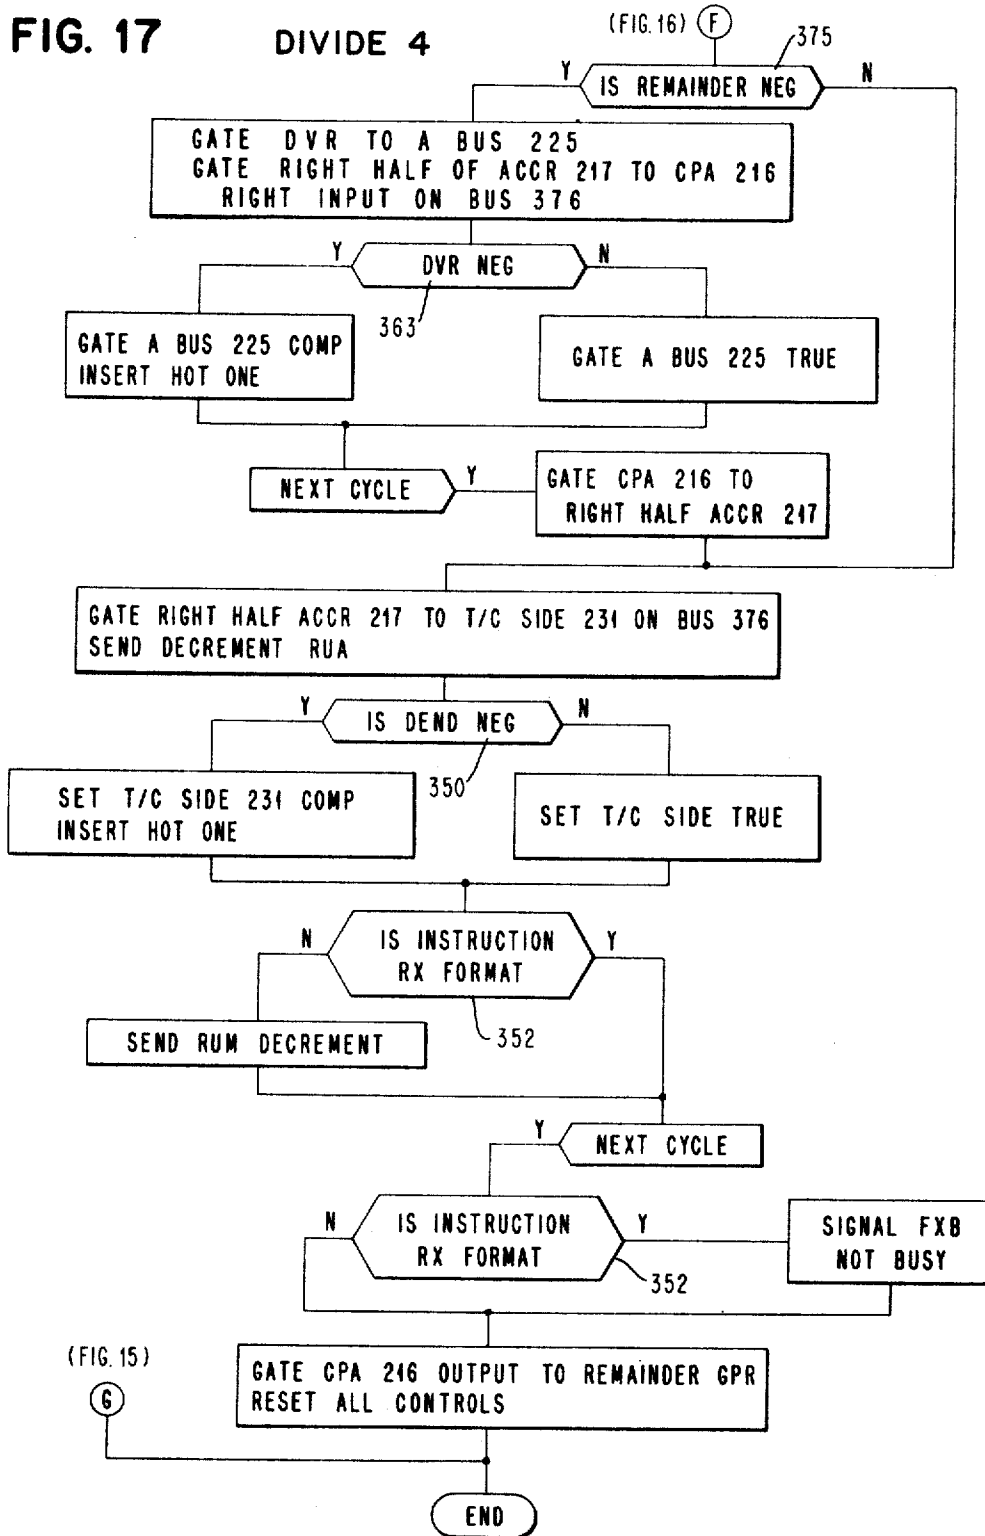 FIG. 17
DIVIDE 4
(FIG. 16) F
375
Y
IS REMAINDER NEG
N
GATE DVR TO A BUS 225
GATE RIGHT HALF OF ACCR 217 TO CPA 216
RIGHT INPUT ON BUS 376
Y
DVR NEG
N
363
GATE A BUS 225 COMP
INSERT HOT ONE
GATE A BUS 225 TRUE
NEXT CYCLE
Y
GATE CPA 216 TO
RIGHT HALF ACCR 217
GATE RIGHT HALF ACCR 217 TO T/C SIDE 231 ON BUS 376
SEND DECREMENT RUA
Y
IS DEND NEG
N
350
SET T/C SIDE 231 COMP
INSERT HOT ONE
SET T/C SIDE TRUE
N
IS INSTRUCTION
RX FORMAT
Y
352
SEND RUM DECREMENT
Y
NEXT CYCLE
N
IS INSTRUCTION
RX FORMAT
Y
352
SIGNAL FXB
NOT BUSY
(FIG. 15)
G
GATE CPA 216 OUTPUT TO REMAINDER GPR
RESET ALL CONTROLS
END